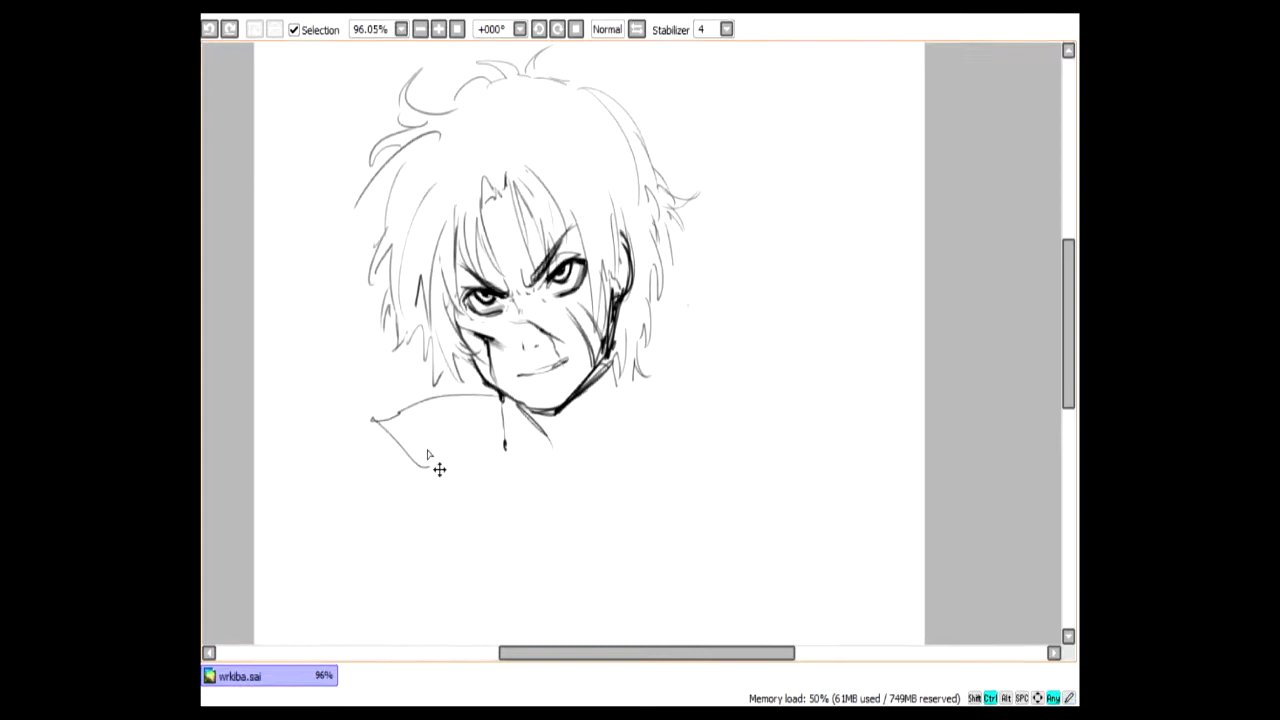 Selection 96.05% +000° Normal Stabilizer 4
wrkiba.sai 96%
Memory load: 50% (61MB used / 749MB reserved) Shift Ctrl Alt SPC Any